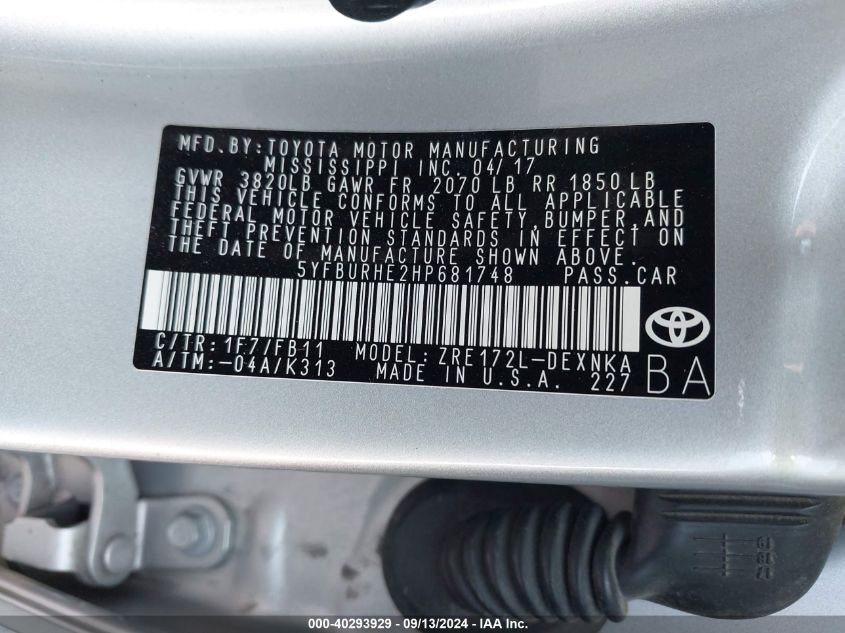 MFD. BY: TOYOTA MOTOR MANUFACTURING
MISSISSIPPI INC. 04/17
GVWR 3820LB GAWR FR 2070 LB RR 1850 LB
THIS VEHICLE CONFORMS TO ALL APPLICABLE
FEDERAL MOTOR VEHICLE SAFETY, BUMPER, AND
THEFT PREVENTION STANDARDS IN EFFECT ON
THE DATE OF MANUFACTURE SHOWN ABOVE.
5YFBURHE2HP681748 PASS.CAR
C/TR: 1F7/FB11 MODEL: ZRE172L-DEXNKA
A/TM:-04A/K313 MADE IN U.S.A. 227 BA
000-40293929 - 09/13/2024 - IAA Inc.